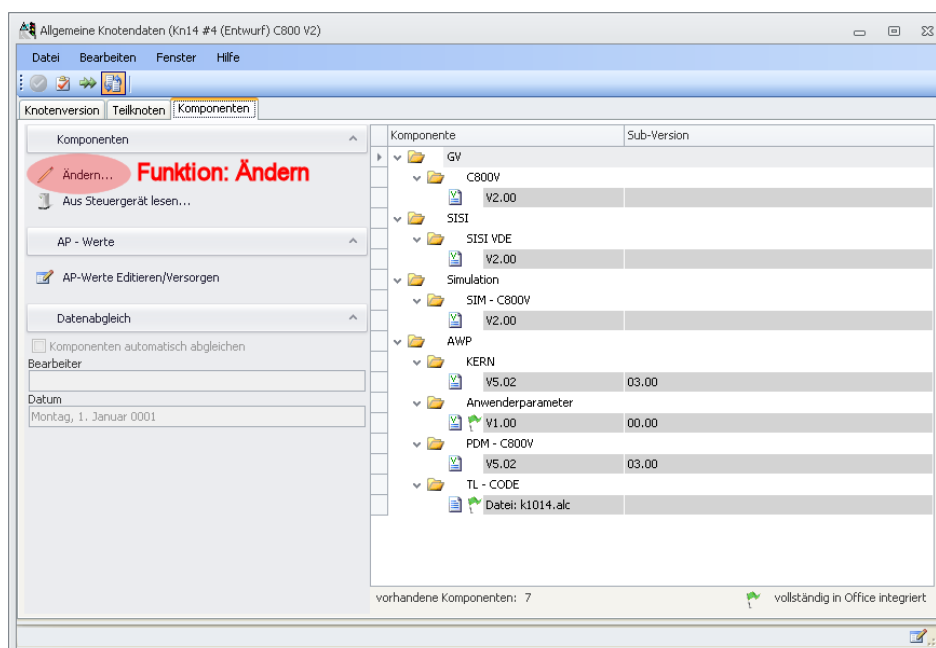 Allgemeine Knotendaten (Kn14 #4 (Entwurf) C800 V2)
Datei Bearbeiten Fenster Hilfe
Knotenversion Teilknoten Komponenten
Komponenten
Ändern... Funktion: Ändern
Aus Steuergerät lesen...
AP - Werte
AP-Werte Editieren/Versorgen
Datenabgleich
Komponenten automatisch abgleichen
Bearbeiter
Datum
Montag, 1. Januar 0001
Komponente Sub-Version
GV
C800V
V2.00
SISI
SISI VDE
V2.00
Simulation
SIM - C800V
V2.00
AWP
KERN
V5.02 03.00
Anwenderparameter
V1.00 00.00
PDM - C800V
V5.02 03.00
TL - CODE
Datei: k1014.alc
vorhandene Komponenten: 7 vollständig in Office integriert